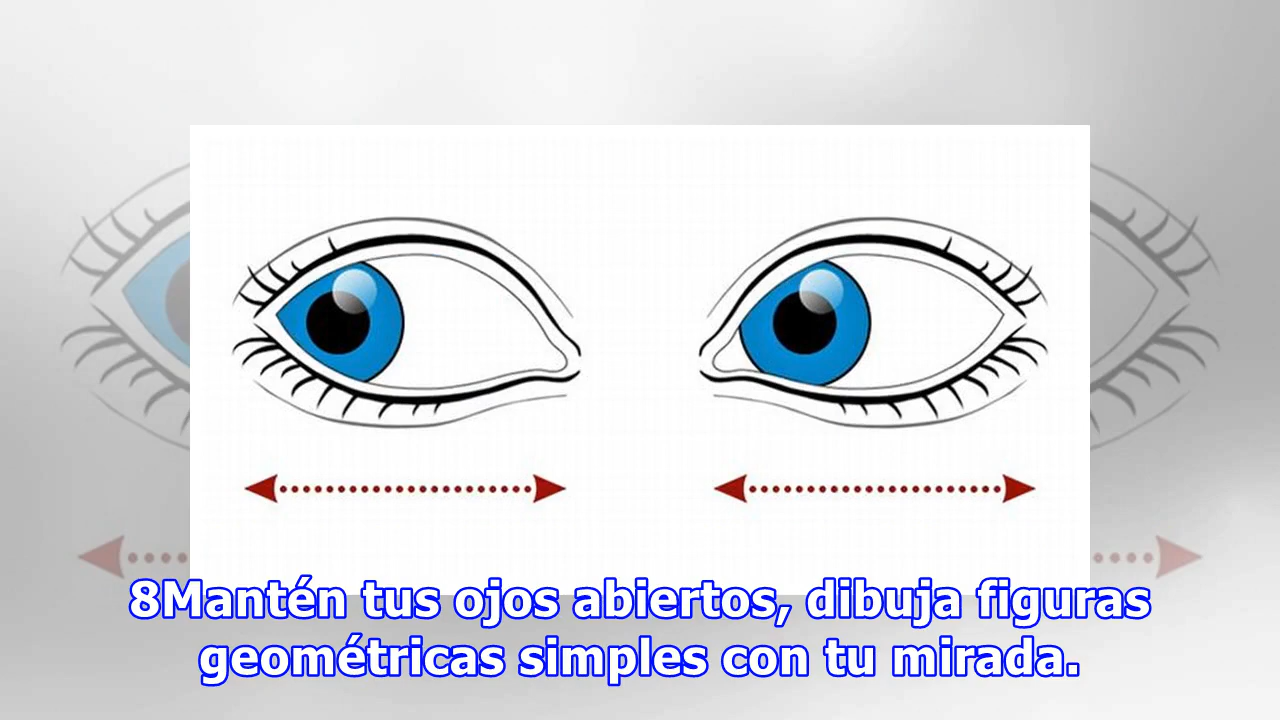 8Mantén tus ojos abiertos, dibuja figuras
geométricas simples con tu mirada.